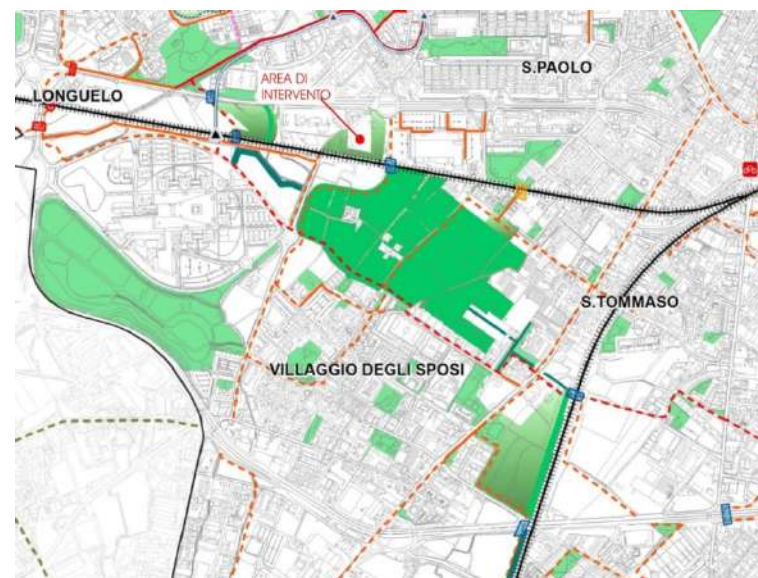 S.PAOLO
AREA DI
INTERVENTO
LONGUELO
S.TOMMASO
VILLAGGIO DEGLI SPOSI